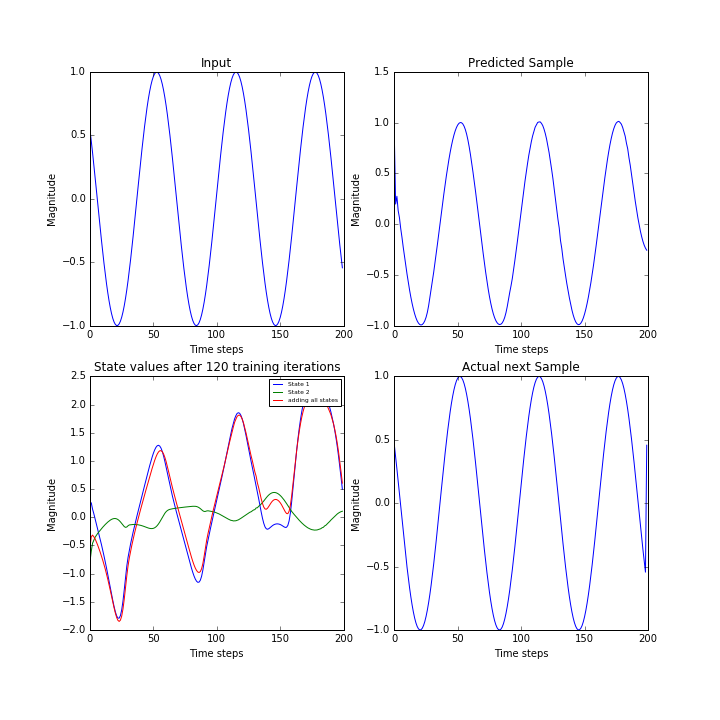 Input
1.0
0.5
0.0
−0.5
−1.0
Magnitude
0 50 100 150 200
Time steps
Predicted Sample
1.5
1.0
0.5
0.0
−0.5
−1.0
Magnitude
0 50 100 150 200
Time steps
State values after 120 training iterations
2.5
2.0
1.5
1.0
0.5
0.0
−0.5
−1.0
−1.5
−2.0
Magnitude
State 1
State 2
adding all states
0 50 100 150 200
Time steps
Actual next Sample
1.0
0.5
0.0
−0.5
−1.0
Magnitude
0 50 100 150 200
Time steps